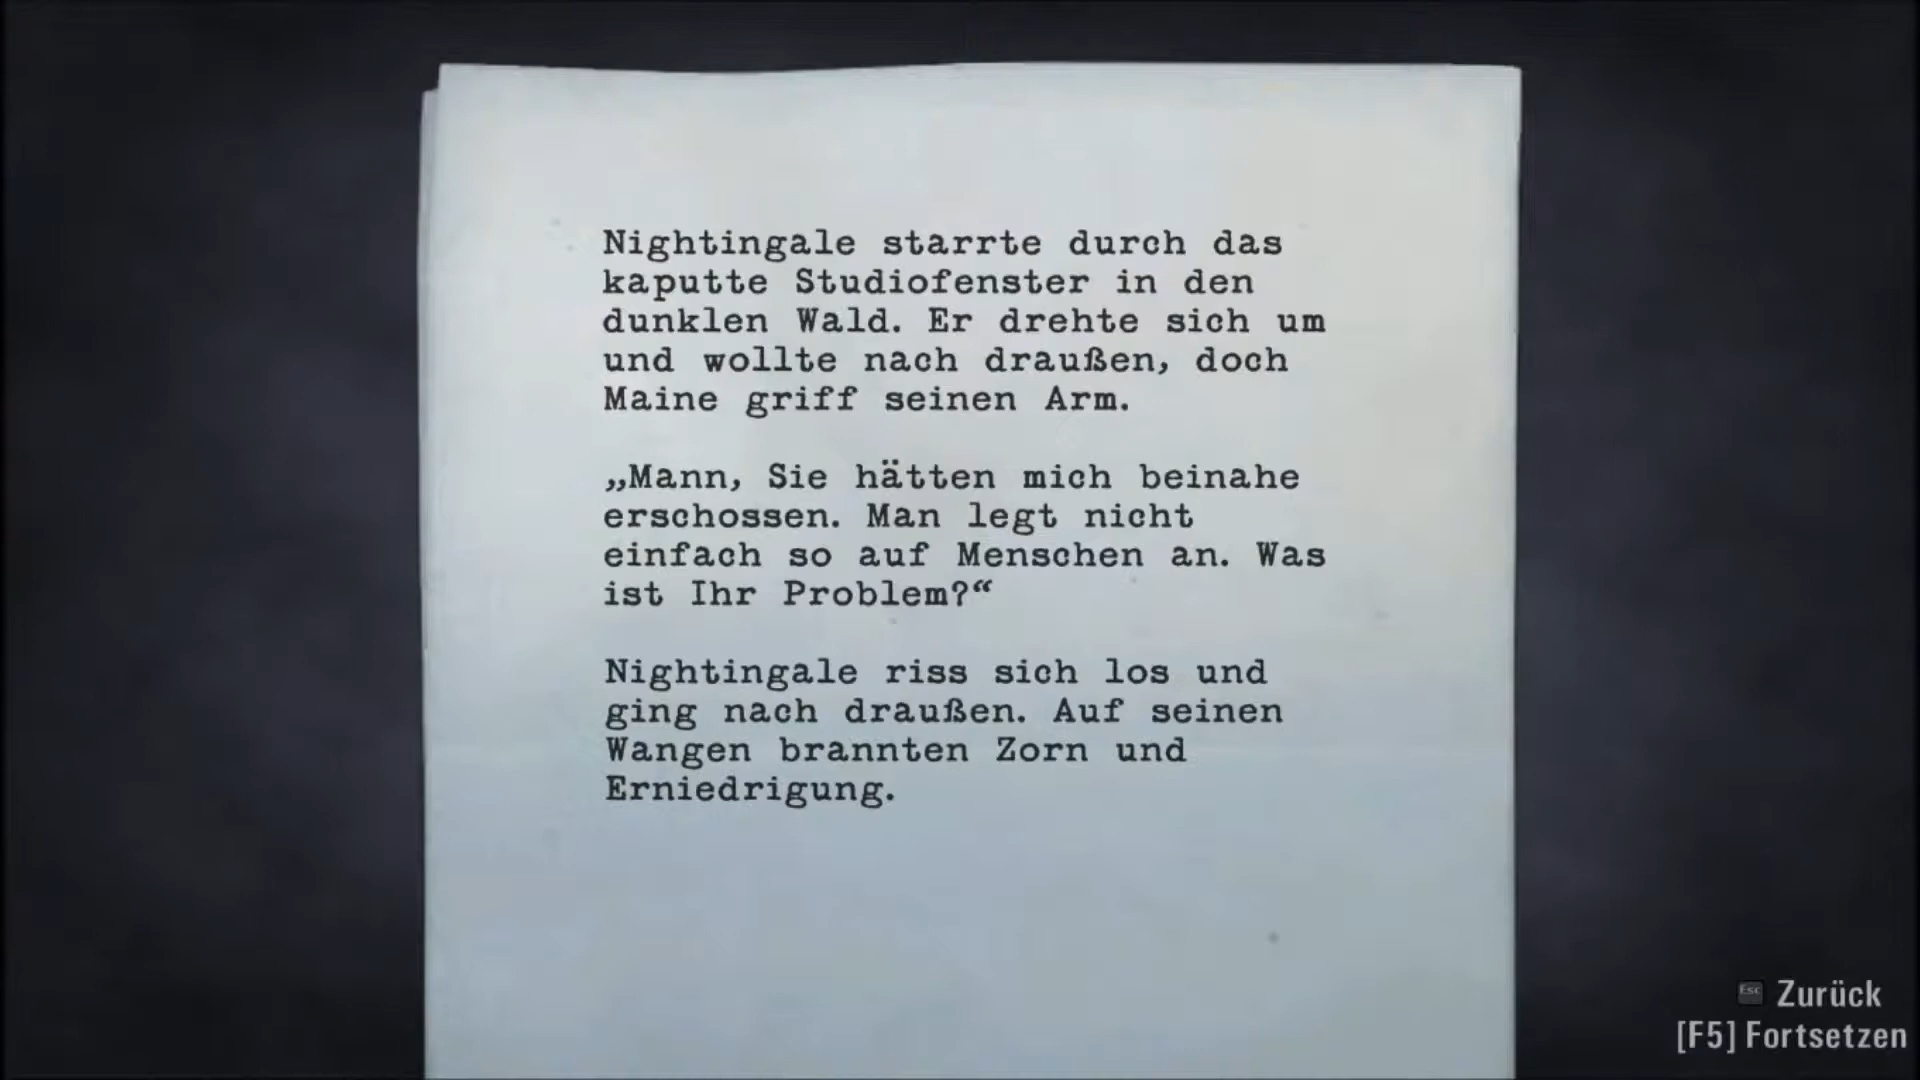 Nightingale starrte durch das
kaputte Studiofenster in den
dunklen Wald. Er drehte sich um
und wollte nach draußen, doch
Maine griff seinen Arm.
„Mann, Sie hätten mich beinahe
erschossen. Man legt nicht
einfach so auf Menschen an. Was
ist Ihr Problem?“
Nightingale riss sich los und
ging nach draußen. Auf seinen
Wangen brannten Zorn und
Erniedrigung.
Esc Zurück
[F5] Fortsetzen